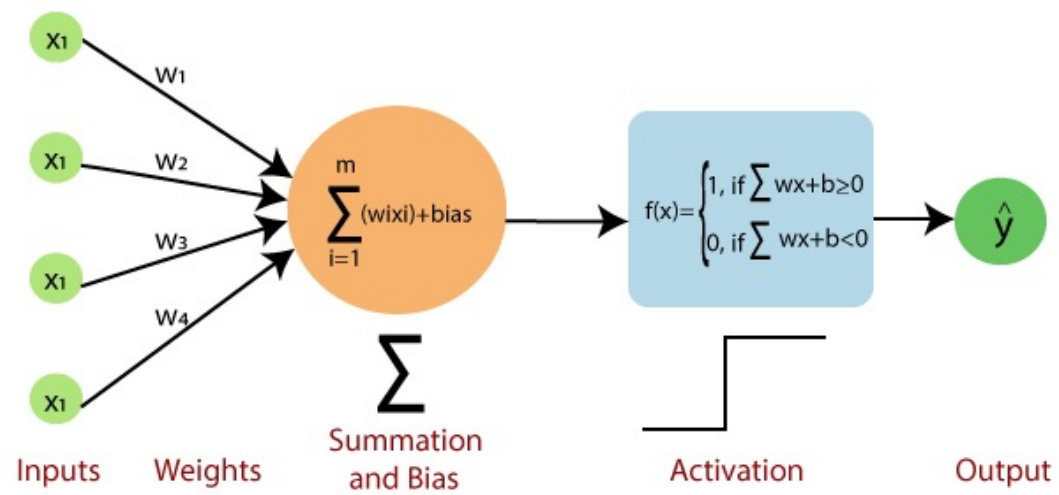 x1
x1
x1
x1
w1
w2
w3
w4
m
∑(wixi)+bias
i=1
∑
f(x)={1, if ∑ wx+b≥0
0, if ∑ wx+b<0
ŷ
Inputs
Weights
Summation
and Bias
Activation
Output